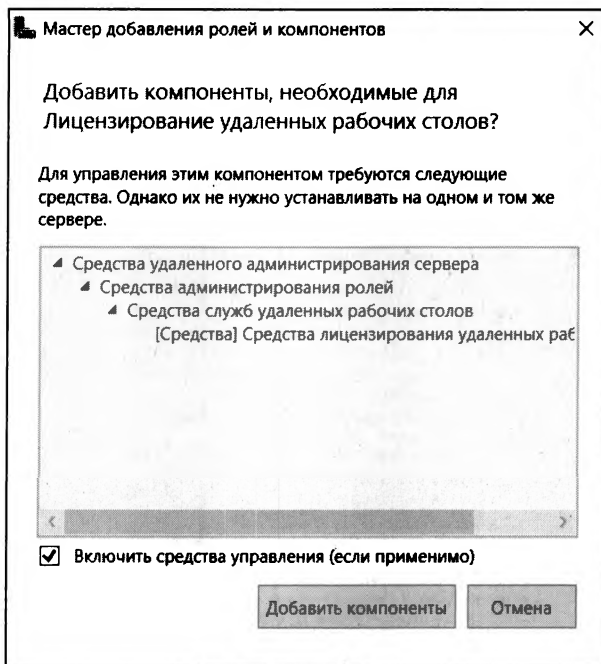 Мастер добавления ролей и компонентов
Добавить компоненты, необходимые для
Лицензирование удаленных рабочих столов?
Для управления этим компонентом требуются следующие
средства. Однако их не нужно устанавливать на одном и том же
сервере.
Средства удаленного администрирования сервера
Средства администрирования ролей
Средства служб удаленных рабочих столов
[Средства] Средства лицензирования удаленных раб
Включить средства управления (если применимо)
Добавить компоненты
Отмена